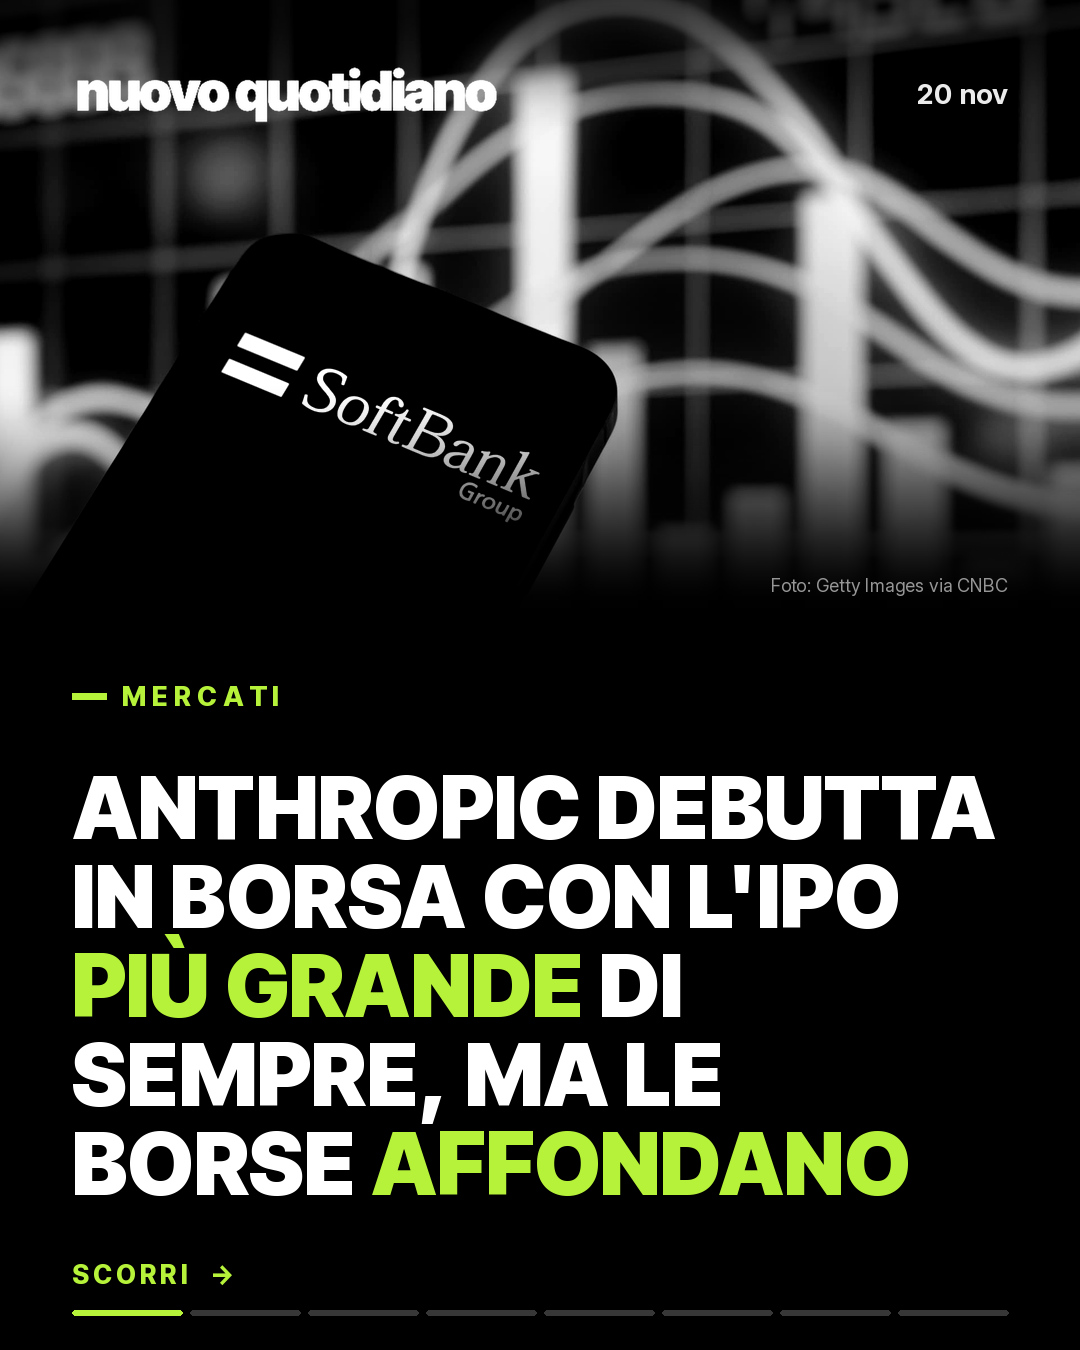 nuovo quotidiano
20 nov
SoftBank
Group
Foto: Getty Images via CNBC
MERCATI
ANTHROPIC DEBUTTA
IN BORSA CON L'IPO
PIÙ GRANDE DI
SEMPRE, MA LE
BORSE AFFONDANO
SCORRI →